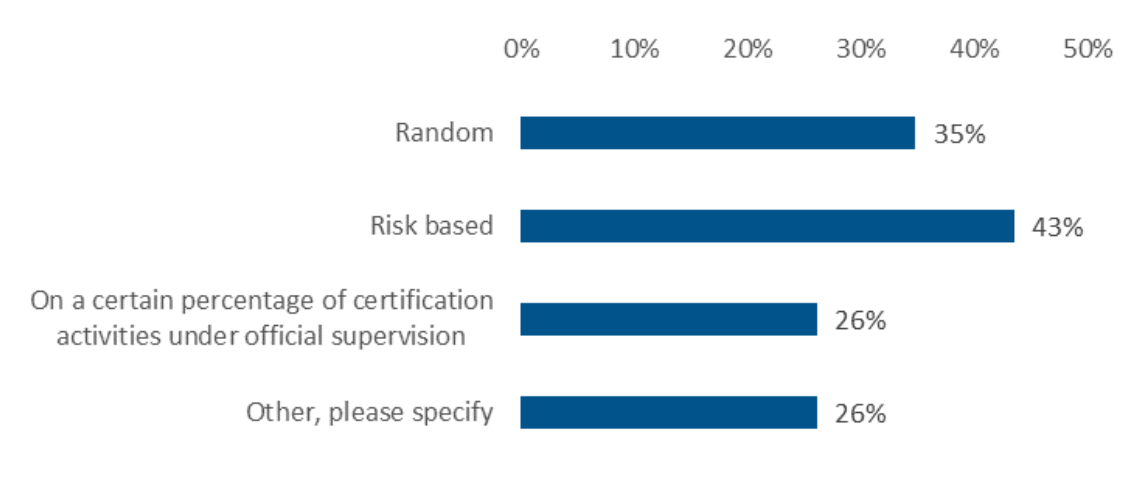 0% 10% 20% 30% 40% 50%
Random 35%
Risk based 43%
On a certain percentage of certification
activities under official supervision 26%
Other, please specify 26%